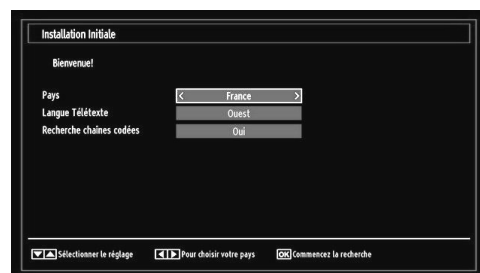 Installation Initiale
Bienvenue!
Pays < France >
Langue Télétexte Ouest
Recherche chaînes codées Oui
Sélectionner le réglage Pour choisir votre pays OK Commencez la recherche